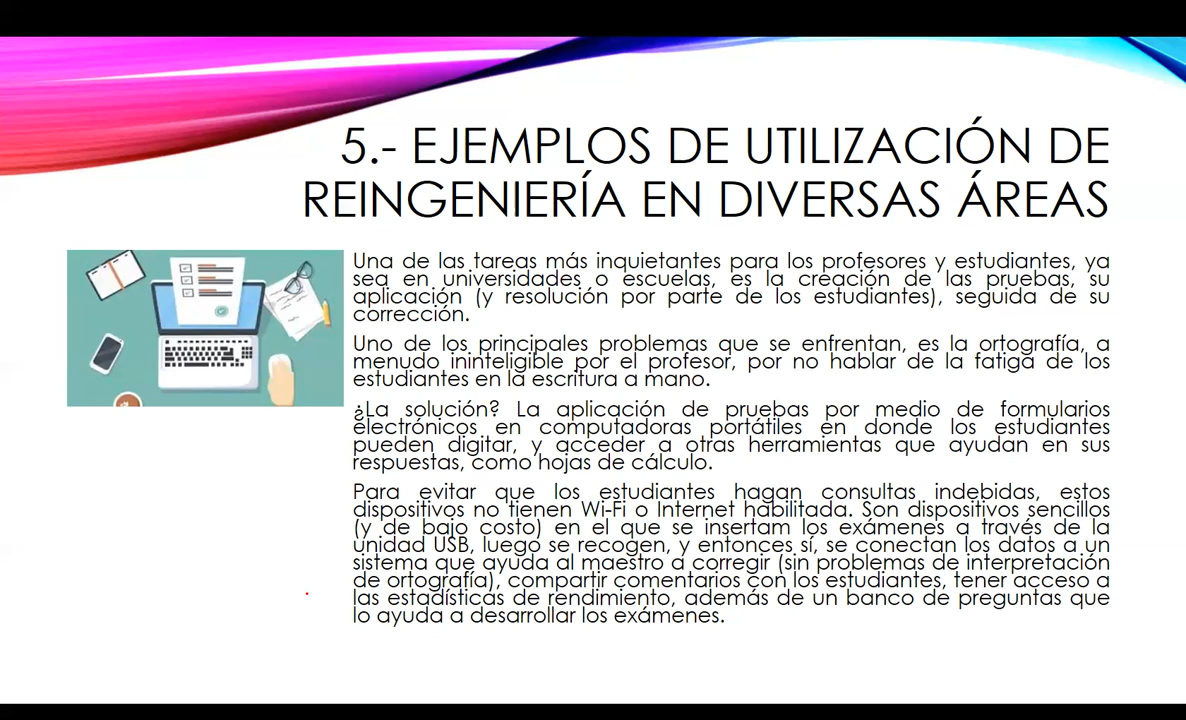 5.- EJEMPLOS DE UTILIZACIÓN DE
REINGENIERÍA EN DIVERSAS ÁREAS
Una de las tareas más inquietantes para los profesores y estudiantes, ya
sea en universidades o escuelas, es la creación de las pruebas, su
aplicación (y resolución por parte de los estudiantes), seguida de su
corrección.
Uno de los principales problemas que se enfrentan, es la ortografía, a
menudo ininteligible por el profesor, por no hablar de la fatiga de los
estudiantes en la escritura a mano.
¿La solución? La aplicación de pruebas por medio de formularios
electrónicos en computadoras portátiles en donde los estudiantes
pueden digitar, y acceder a otras herramientas que ayudan en sus
respuestas, como hojas de cálculo.
Para evitar que los estudiantes hagan consultas indebidas, estos
dispositivos no tienen Wi-Fi o Internet habilitada. Son dispositivos sencillos
(y de bajo costo) en el que se insertam los exámenes a través de la
unidad USB, luego se recogen, y entonces sí, se conectan los datos a un
sistema que ayuda al maestro a corregir (sin problemas de interpretación
de ortografía), compartir comentarios con los estudiantes, tener acceso a
las estadísticas de rendimiento, además de un banco de preguntas que
lo ayuda a desarrollar los exámenes.